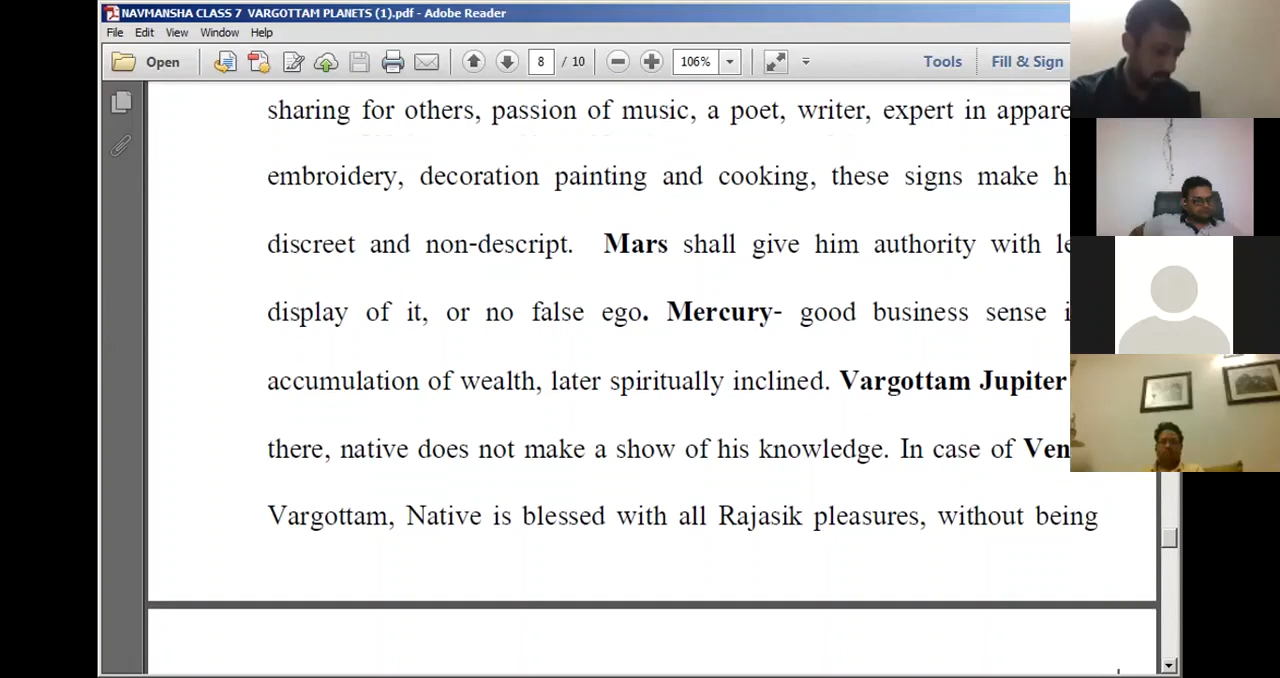 NAVMANSHA CLASS 7 VARGOTTAM PLANETS (1).pdf - Adobe Reader
File Edit View Window Help
Open 8 / 10 106% Tools Fill & Sign
sharing for others, passion of music, a poet, writer, expert in
embroidery, decoration painting and cooking, these signs make
discreet and non-descript. Mars shall give him authority with
display of it, or no false ego. Mercury- good business sense
accumulation of wealth, later spiritually inclined. Vargottam Jupiter
there, native does not make a show of his knowledge. In case of
Vargottam, Native is blessed with all Rajasik pleasures, without being